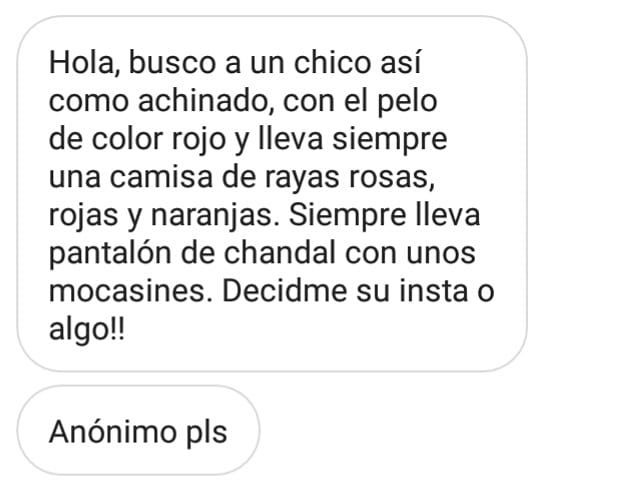 Hola, busco a un chico así
como achinado, con el pelo
de color rojo y lleva siempre
una camisa de rayas rosas,
rojas y naranjas. Siempre lleva
pantalón de chandal con unos
mocasines. Decidme su insta o
algo!!
Anónimo pls